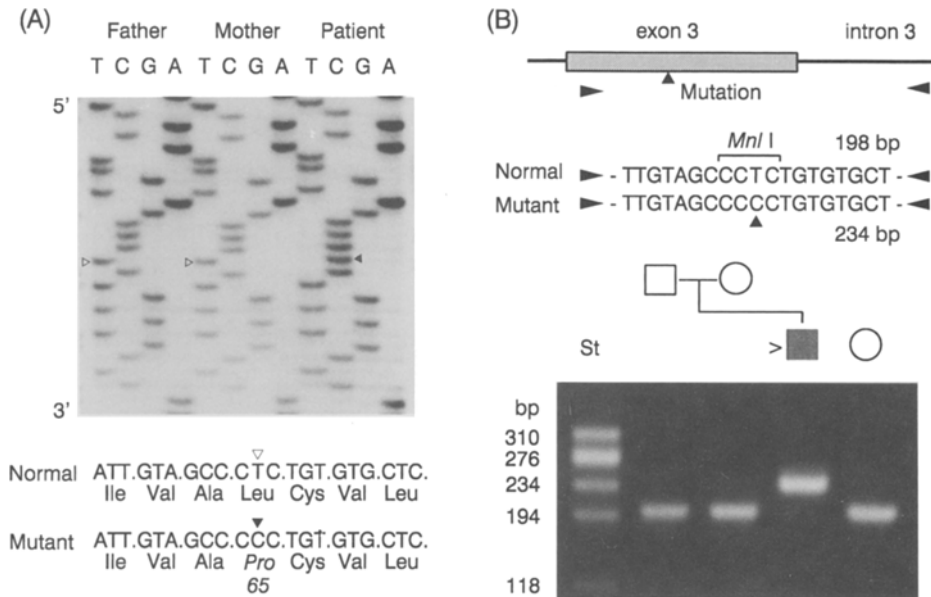 (A)
Father Mother Patient
T C G A T C G A T C G A
5'
3'
Normal ATT.GTA.GCC.CTC.TGT.GTG.CTC.
Ile Val Ala Leu Cys Val Leu
Mutant ATT.GTA.GCC.CCC.TGT.GTG.CTC.
Ile Val Ala Pro Cys Val Leu
65
(B)
exon 3 intron 3
Mutation
Mnl I 198 bp
Normal - TTGTAGCCCTCTGTGTGCT -
Mutant - TTGTAGCCCCCTGTGTGCT -
234 bp
St >
bp
310
276
234
194
118